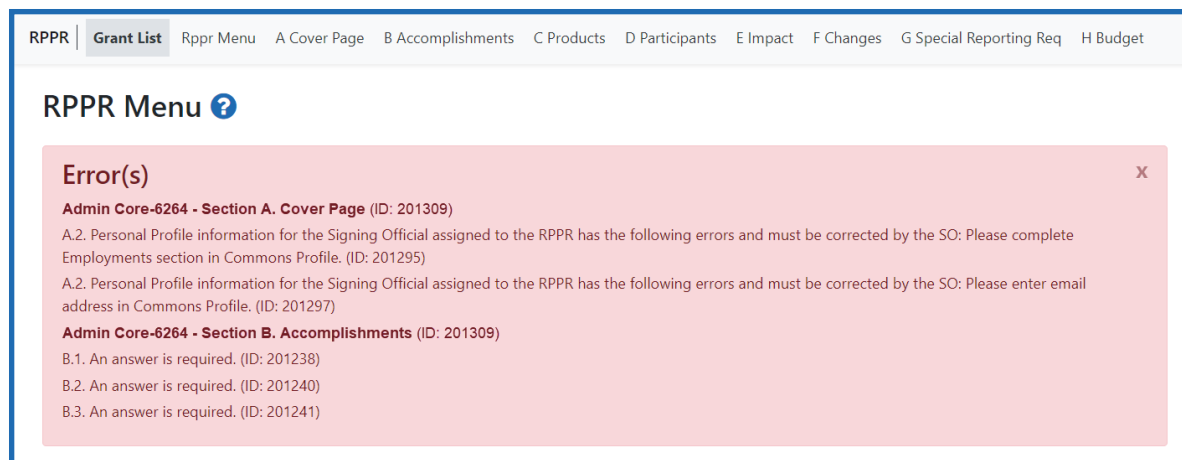 RPPR Grant List Rppr Menu A Cover Page B Accomplishments C Products D Participants E Impact F Changes G Special Reporting Req H Budget
RPPR Menu ?
Error(s) X
Admin Core-6264 - Section A. Cover Page (ID: 201309)
A.2. Personal Profile information for the Signing Official assigned to the RPPR has the following errors and must be corrected by the SO: Please complete
Employments section in Commons Profile. (ID: 201295)
A.2. Personal Profile information for the Signing Official assigned to the RPPR has the following errors and must be corrected by the SO: Please enter email
address in Commons Profile. (ID: 201297)
Admin Core-6264 - Section B. Accomplishments (ID: 201309)
B.1. An answer is required. (ID: 201238)
B.2. An answer is required. (ID: 201240)
B.3. An answer is required. (ID: 201241)